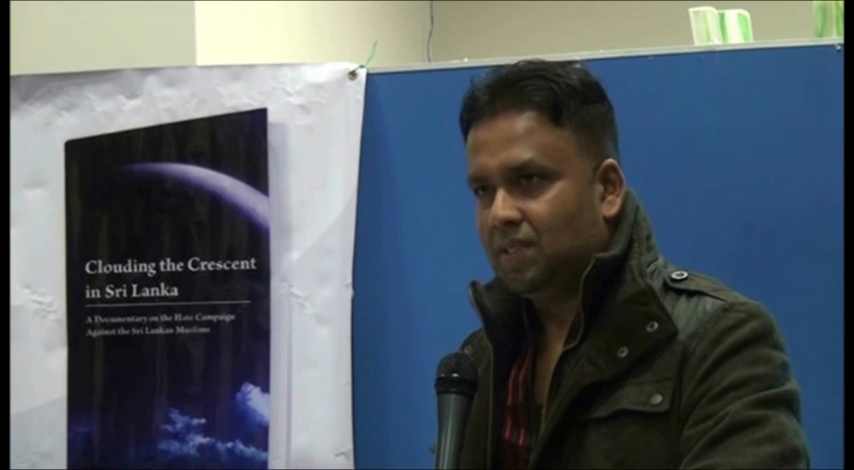 Clouding the Crescent
in Sri Lanka
A Documentary on the Hate Campaign
Against the Sri Lankan Muslims